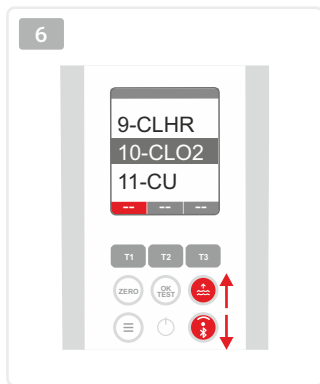 6
9-CLHR
10-CLO2
11-CU
-- -- --
T1 T2 T3
ZERO OK TEST